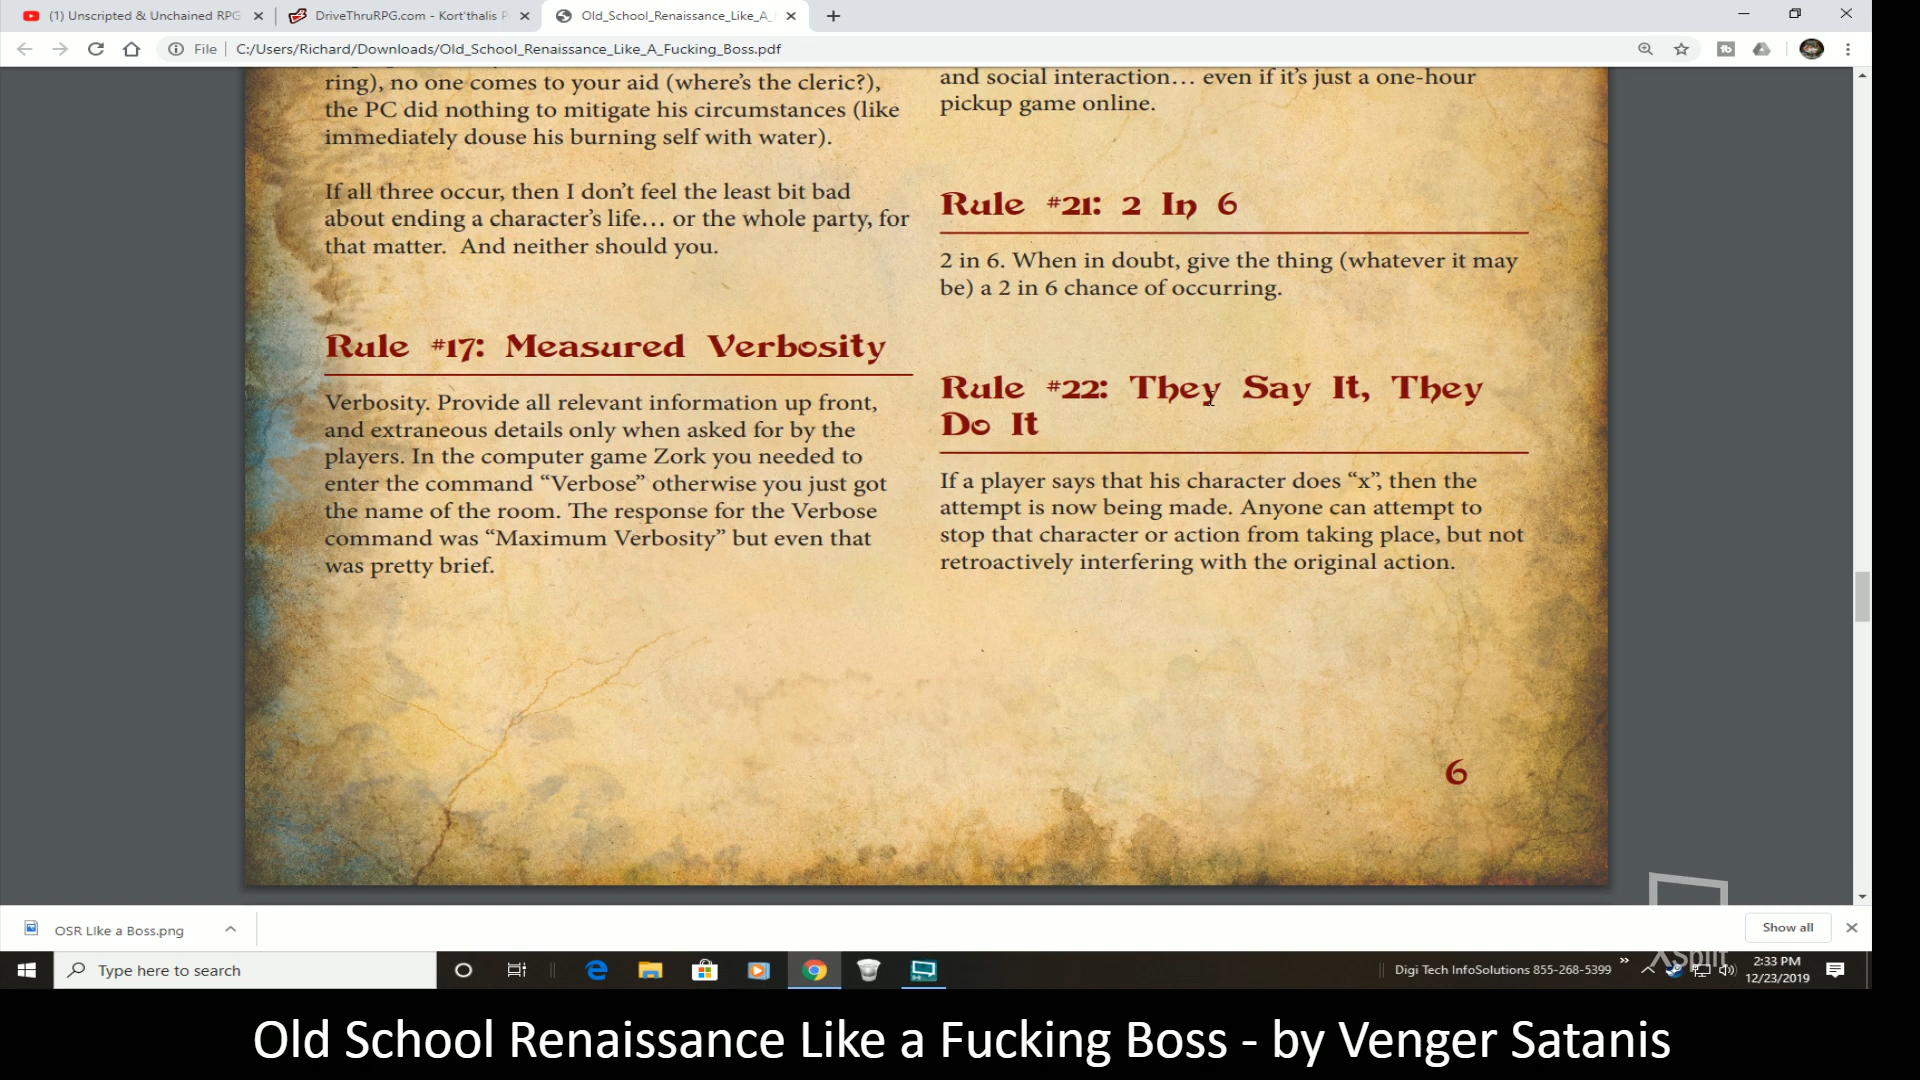 (1) Unscripted & Unchained RPG
DriveThruRPG.com - Kort'thalis P
Old_School_Renaissance_Like_A_
File
C:/Users/Richard/Downloads/Old_School_Renaissance_Like_A_Fucking_Boss.pdf
ring), no one comes to your aid (where's the cleric?),
the PC did nothing to mitigate his circumstances (like
immediately douse his burning self with water).
If all three occur, then I don't feel the least bit bad
about ending a character's life… or the whole party, for
that matter. And neither should you.
Rule #17: Measured Verbosity
Verbosity. Provide all relevant information up front,
and extraneous details only when asked for by the
players. In the computer game Zork you needed to
enter the command “Verbose” otherwise you just got
the name of the room. The response for the Verbose
command was “Maximum Verbosity” but even that
was pretty brief.
and social interaction… even if it's just a one-hour
pickup game online.
Rule #21: 2 In 6
2 in 6. When in doubt, give the thing (whatever it may
be) a 2 in 6 chance of occurring.
Rule #22: They Say It, They
Do It
If a player says that his character does “x”, then the
attempt is now being made. Anyone can attempt to
stop that character or action from taking place, but not
retroactively interfering with the original action.
6
OSR LIke a Boss.png
Show all
Type here to search
Digi Tech InfoSolutions 855-268-5399
XSplit
2:33 PM
12/23/2019
Old School Renaissance Like a Fucking Boss - by Venger Satanis